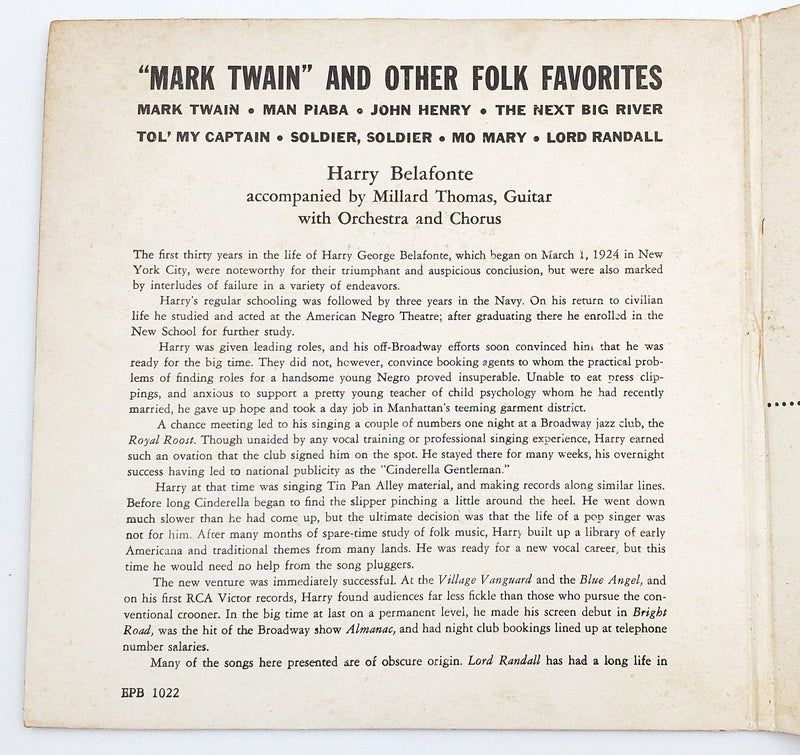 "MARK TWAIN" AND OTHER FOLK FAVORITES
MARK TWAIN • MAN PIABA • JOHN HENRY • THE NEXT BIG RIVER
TOL' MY CAPTAIN • SOLDIER, SOLDIER • MO MARY • LORD RANDALL
Harry Belafonte
accompanied by Millard Thomas, Guitar
with Orchestra and Chorus
The first thirty years in the life of Harry George Belafonte, which began on March 1, 1924 in New
York City, were noteworthy for their triumphant and auspicious conclusion, but were also marked
by interludes of failure in a variety of endeavors.
Harry's regular schooling was followed by three years in the Navy. On his return to civilian
life he studied and acted at the American Negro Theatre; after graduating there he enrolled in the
New School for further study.
Harry was given leading roles, and his off-Broadway efforts soon convinced him that he was
ready for the big time. They did not, however, convince booking agents to whom the practical prob-
lems of finding roles for a handsome young Negro proved insuperable. Unable to eat press clip-
pings, and anxious to support a pretty young teacher of child psychology whom he had recently
married, he gave up hope and took a day job in Manhattan's teeming garment district.
A chance meeting led to his singing a couple of numbers one night at a Broadway jazz club, the
Royal Roost. Though unaided by any vocal training or professional singing experience, Harry earned
such an ovation that the club signed him on the spot. He stayed there for many weeks, his overnight
success having led to national publicity as the "Cinderella Gentleman."
Harry at that time was singing Tin Pan Alley material, and making records along similar lines.
Before long Cinderella began to find the slipper pinching a little around the heel. He went down
much slower than he had come up, but the ultimate decision was that the life of a pop singer was
not for him. After many months of spare-time study of folk music, Harry built up a library of early
Americana and traditional themes from many lands. He was ready for a new vocal career, but this
time he would need no help from the song pluggers.
The new venture was immediately successful. At the Village Vanguard and the Blue Angel, and
on his first RCA Victor records, Harry found audiences far less fickle than those who pursue the con-
ventional crooner. In the big time at last on a permanent level, he made his screen debut in Bright
Road, was the hit of the Broadway show Almanac, and had night club bookings lined up at telephone
number salaries.
Many of the songs here presented are of obscure origin. Lord Randall has had a long life in
EPB 1022